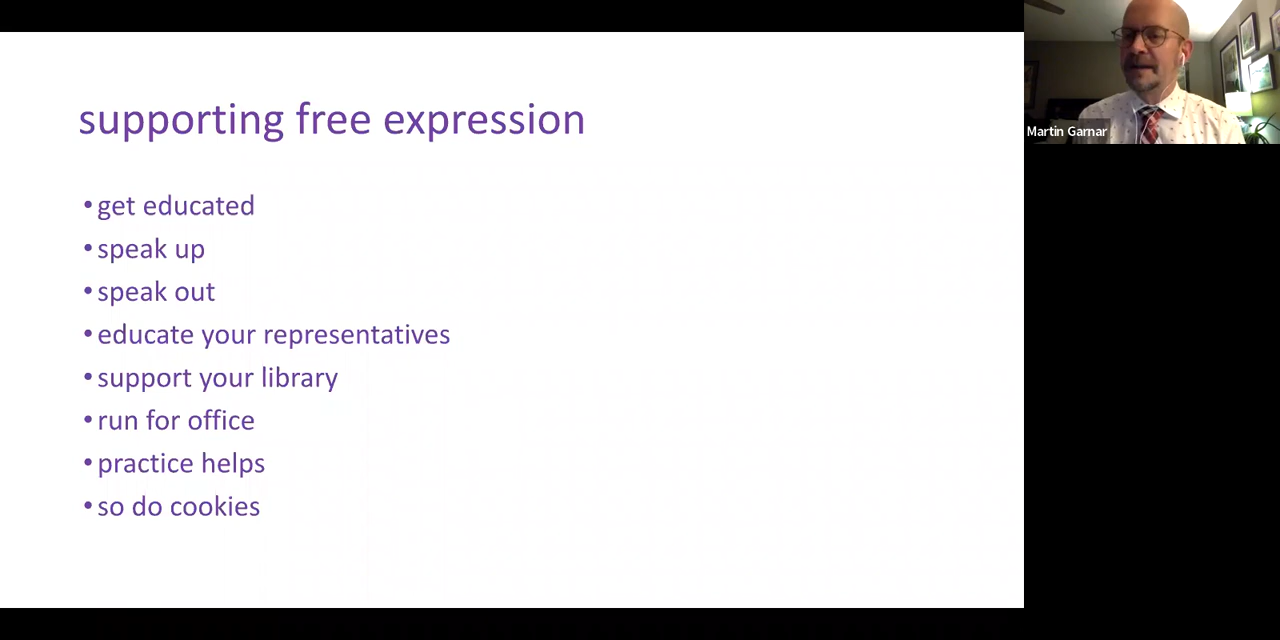 supporting free expression
• get educated
• speak up
• speak out
• educate your representatives
• support your library
• run for office
• practice helps
• so do cookies
Martin Garnar